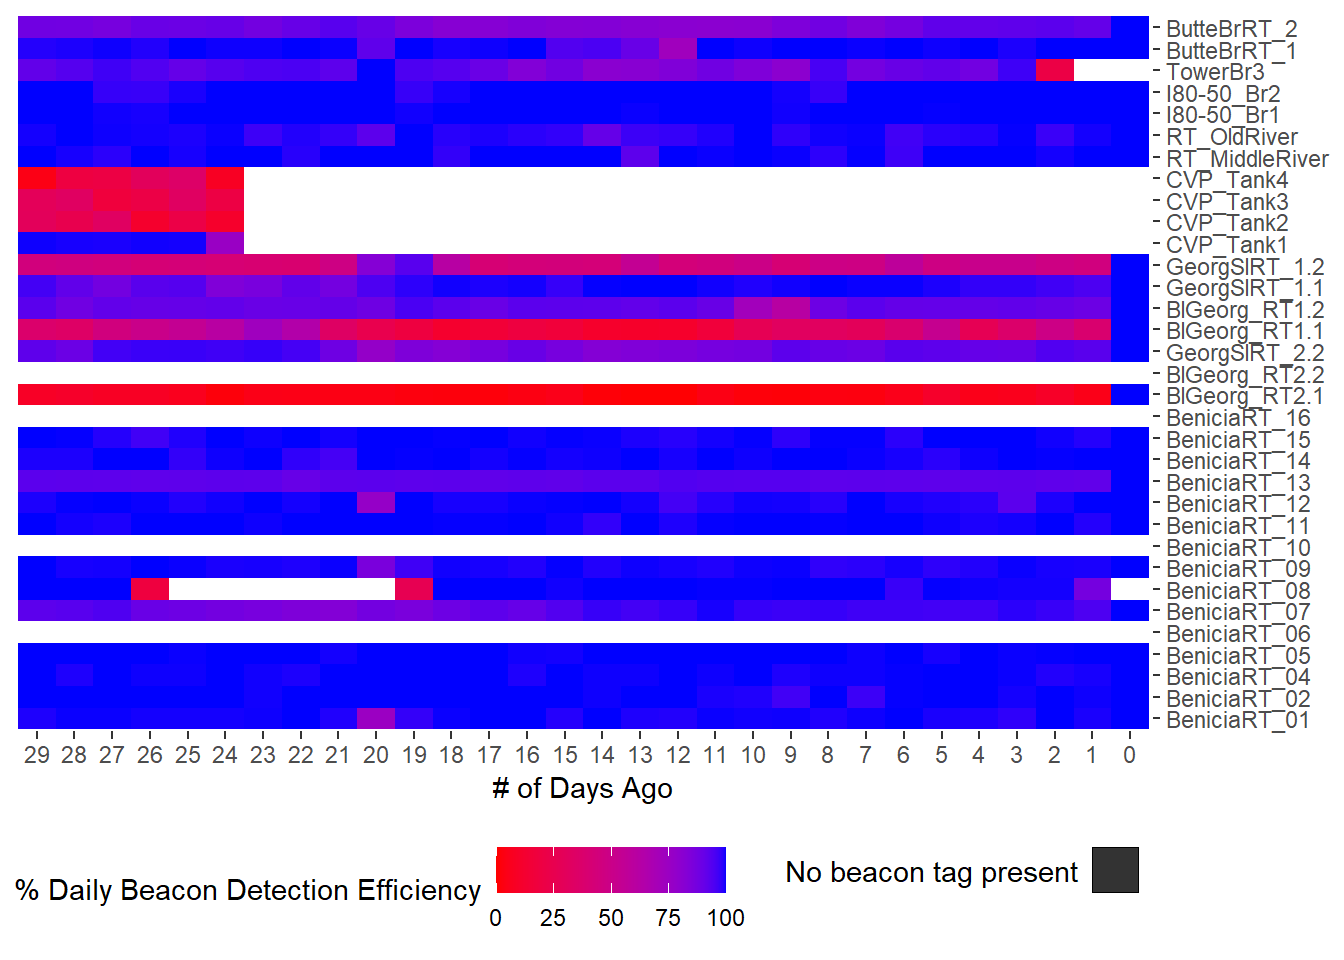 ButteBrRT_2
ButteBrRT_1
TowerBr3
I80-50_Br2
I80-50_Br1
RT_OldRiver
RT_MiddleRiver
CVP_Tank4
CVP_Tank3
CVP_Tank2
CVP_Tank1
GeorgSlRT_1.2
GeorgSlRT_1.1
BlGeorg_RT1.2
BlGeorg_RT1.1
GeorgSlRT_2.2
BlGeorg_RT2.2
BlGeorg_RT2.1
BeniciaRT_16
BeniciaRT_15
BeniciaRT_14
BeniciaRT_13
BeniciaRT_12
BeniciaRT_11
BeniciaRT_10
BeniciaRT_09
BeniciaRT_08
BeniciaRT_07
BeniciaRT_06
BeniciaRT_05
BeniciaRT_04
BeniciaRT_02
BeniciaRT_01
29 28 27 26 25 24 23 22 21 20 19 18 17 16 15 14 13 12 11 10 9 8 7 6 5 4 3 2 1 0
# of Days Ago
% Daily Beacon Detection Efficiency
0 25 50 75 100
No beacon tag present